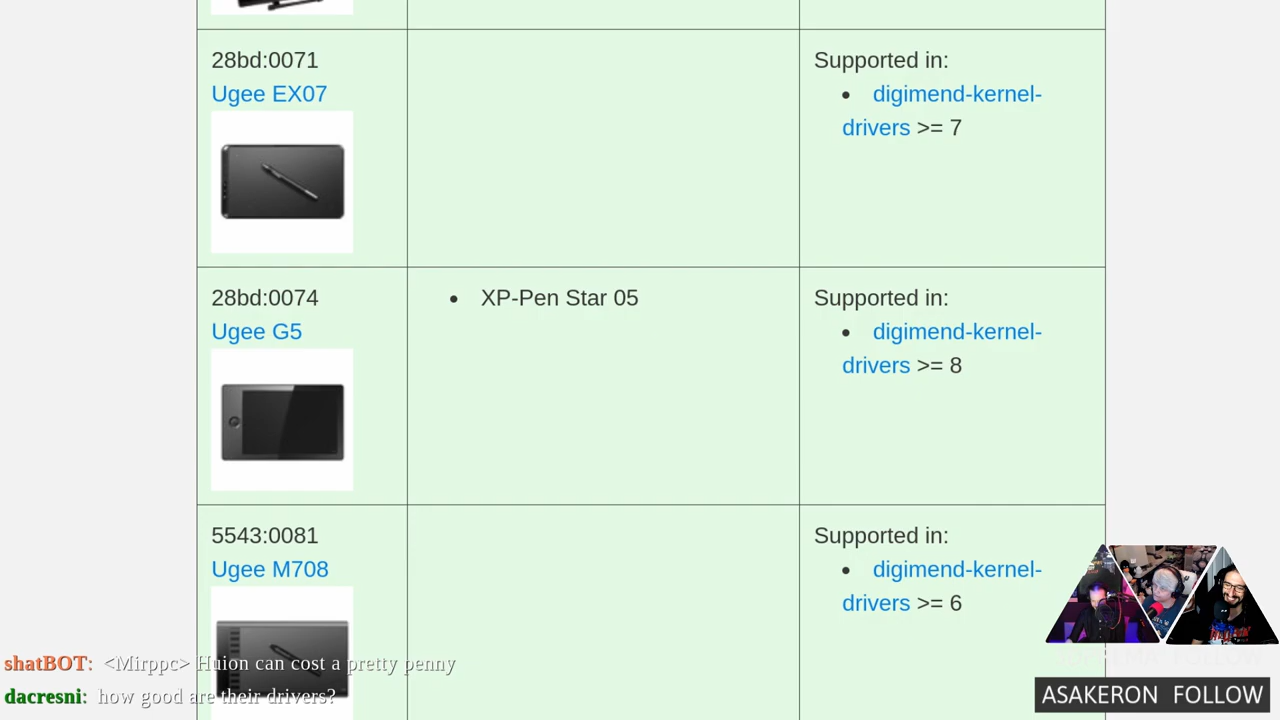 28bd:0071
Ugee EX07
Supported in:
• digimend-kernel-
drivers >= 7
28bd:0074
Ugee G5
• XP-Pen Star 05
Supported in:
• digimend-kernel-
drivers >= 8
5543:0081
Ugee M708
Supported in:
• digimend-kernel-
drivers >= 6
shatBOT: <Mirppc> Huion can cost a pretty penny
dacresni: how good are their drivers?
ASAKERON FOLLOW